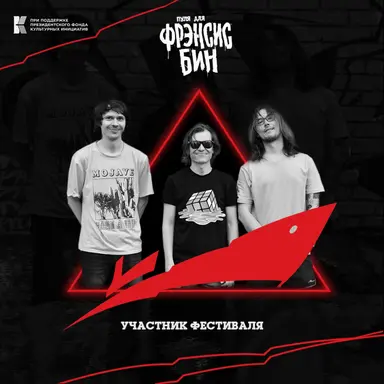 ПРИ ПОДДЕРЖКЕ
ПРЕЗИДЕНТСКОГО ФОНДА
КУЛЬТУРНЫХ ИНИЦИАТИВ
ПУЛЯ ДЛЯ
ФРЭНСИС
БИН
MOJAVE
УЧАСТНИК ФЕСТИВАЛЯ